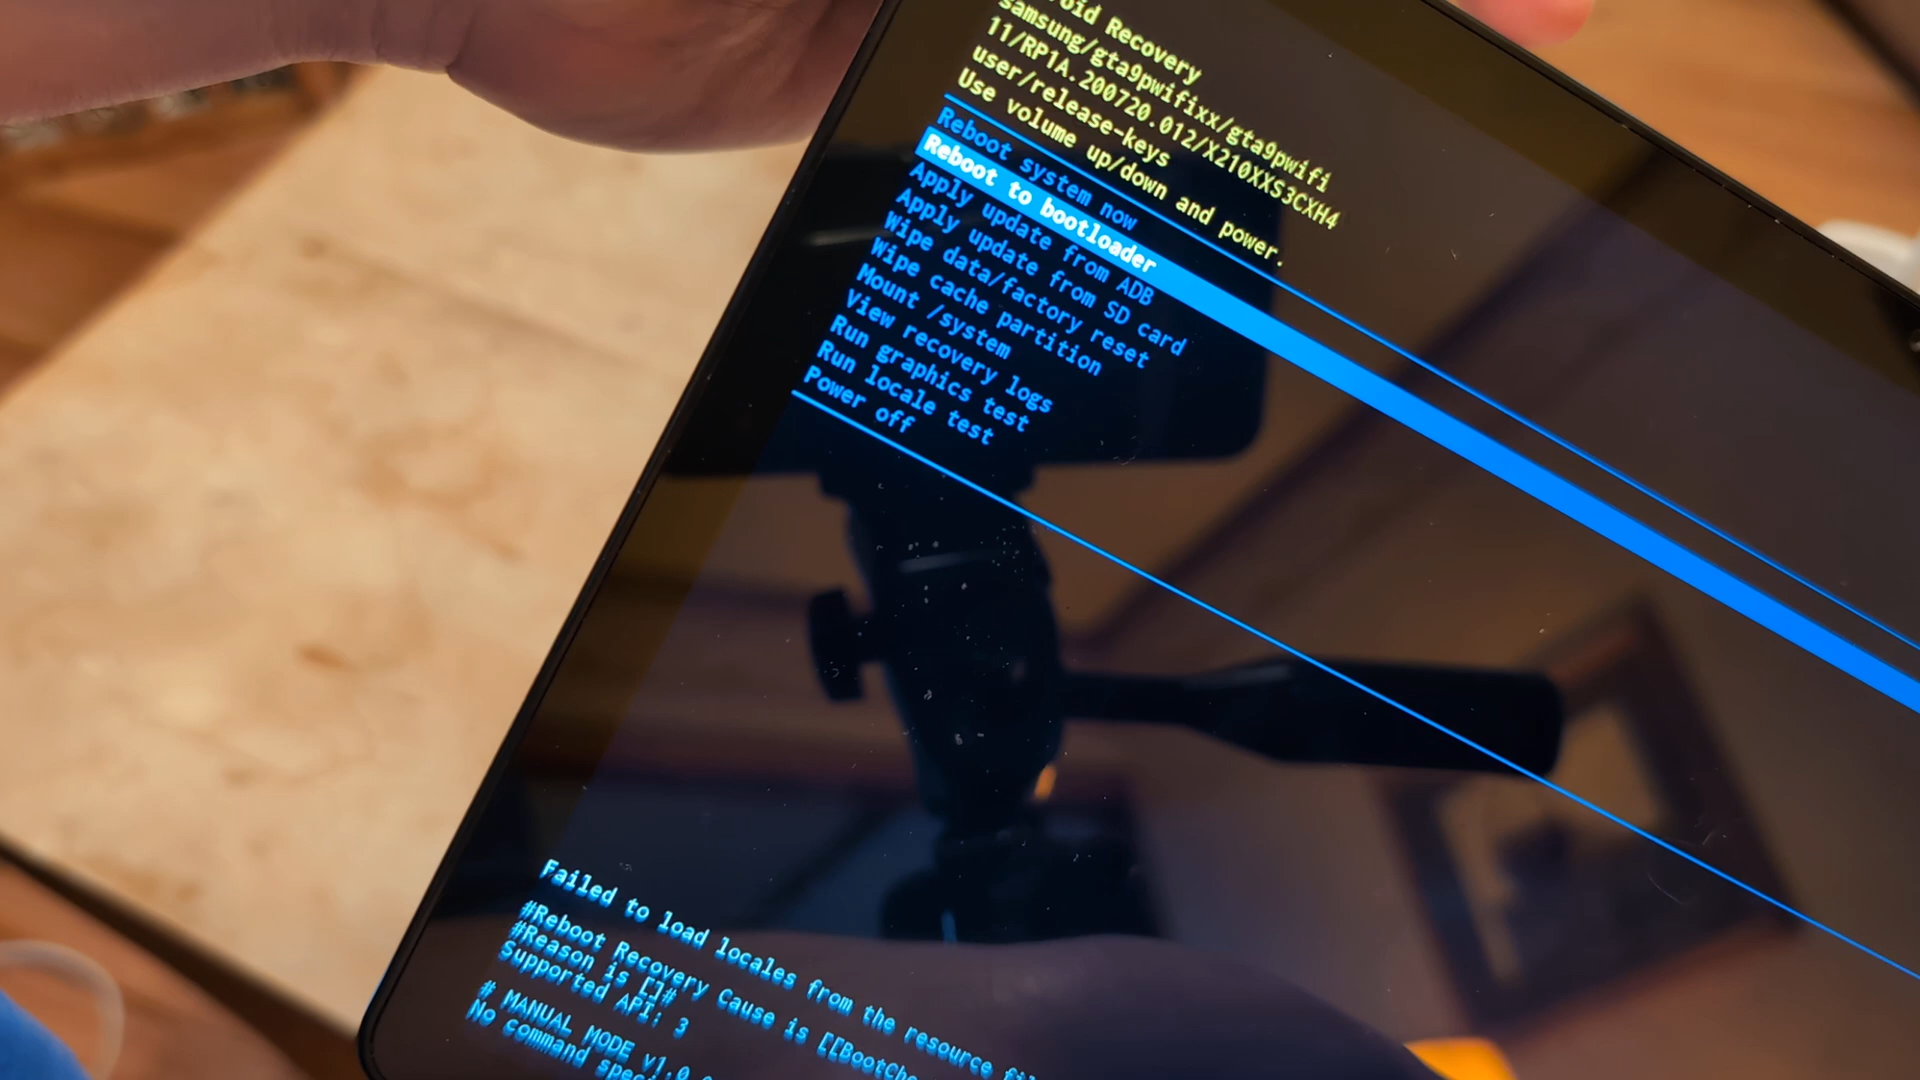 Recovery
samsung/gta9pwifixx/gta9pwifi
11/RP1A.200720.012/X210XXS3CXH4
user/release-keys
Use volume up/down and power.
Reboot system now
Reboot to bootloader
Apply update from ADB
Apply update from SD card
Wipe data/factory reset
Wipe cache partition
Mount /system
View recovery logs
Run graphics test
Run locale test
Power off
Failed to load locales from the resource
#Reboot Recovery Cause is [[BootChe
#Reason is []#
Supported API: 3
# MANUAL MODE v1.0.
No command